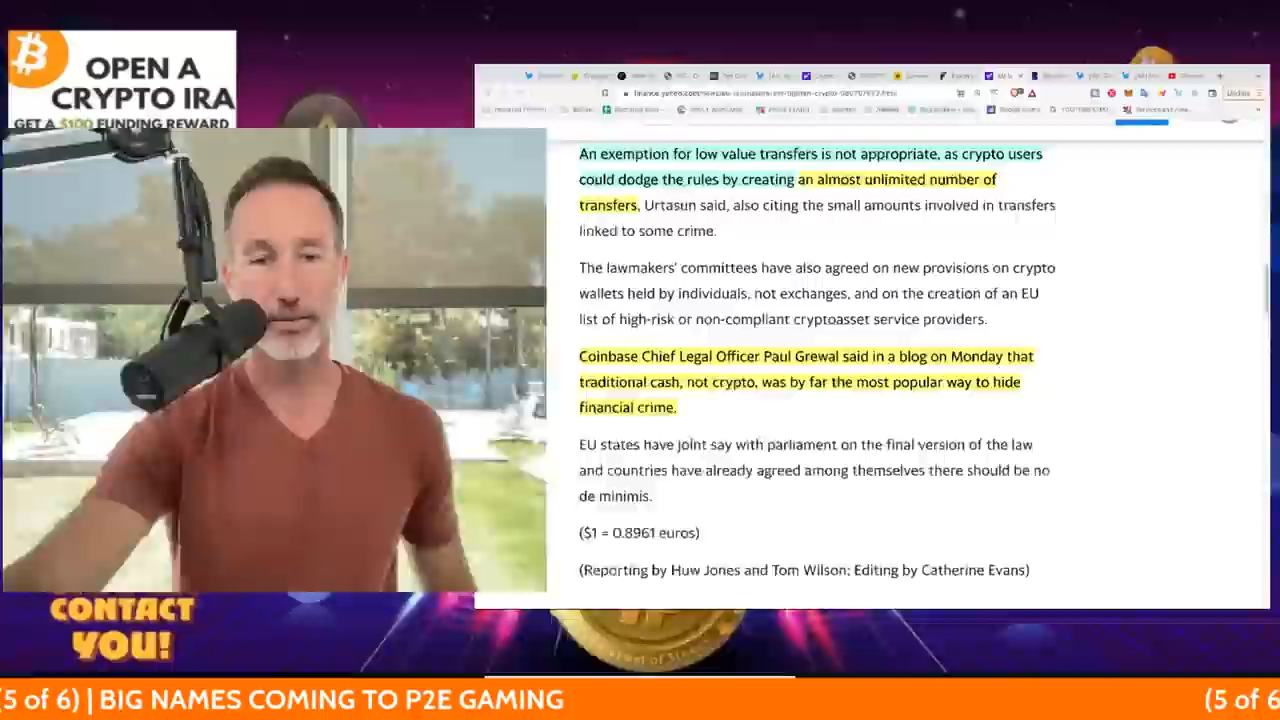 OPEN A
CRYPTO IRA
GET A $100 FUNDING REWARD
An exemption for low value transfers is not appropriate, as crypto users
could dodge the rules by creating an almost unlimited number of
transfers, Urtasun said, also citing the small amounts involved in transfers
linked to some crime.
The lawmakers' committees have also agreed on new provisions on crypto
wallets held by individuals, not exchanges, and on the creation of an EU
list of high-risk or non-compliant cryptoasset service providers.
Coinbase Chief Legal Officer Paul Grewal said in a blog on Monday that
traditional cash, not crypto, was by far the most popular way to hide
financial crime.
EU states have joint say with parliament on the final version of the law
and countries have already agreed among themselves there should be no
de minimis.
($1 = 0.8961 euros)
(Reporting by Huw Jones and Tom Wilson; Editing by Catherine Evans)
CONTACT
YOU!
(5 of 6) | BIG NAMES COMING TO P2E GAMING
(5 of 6